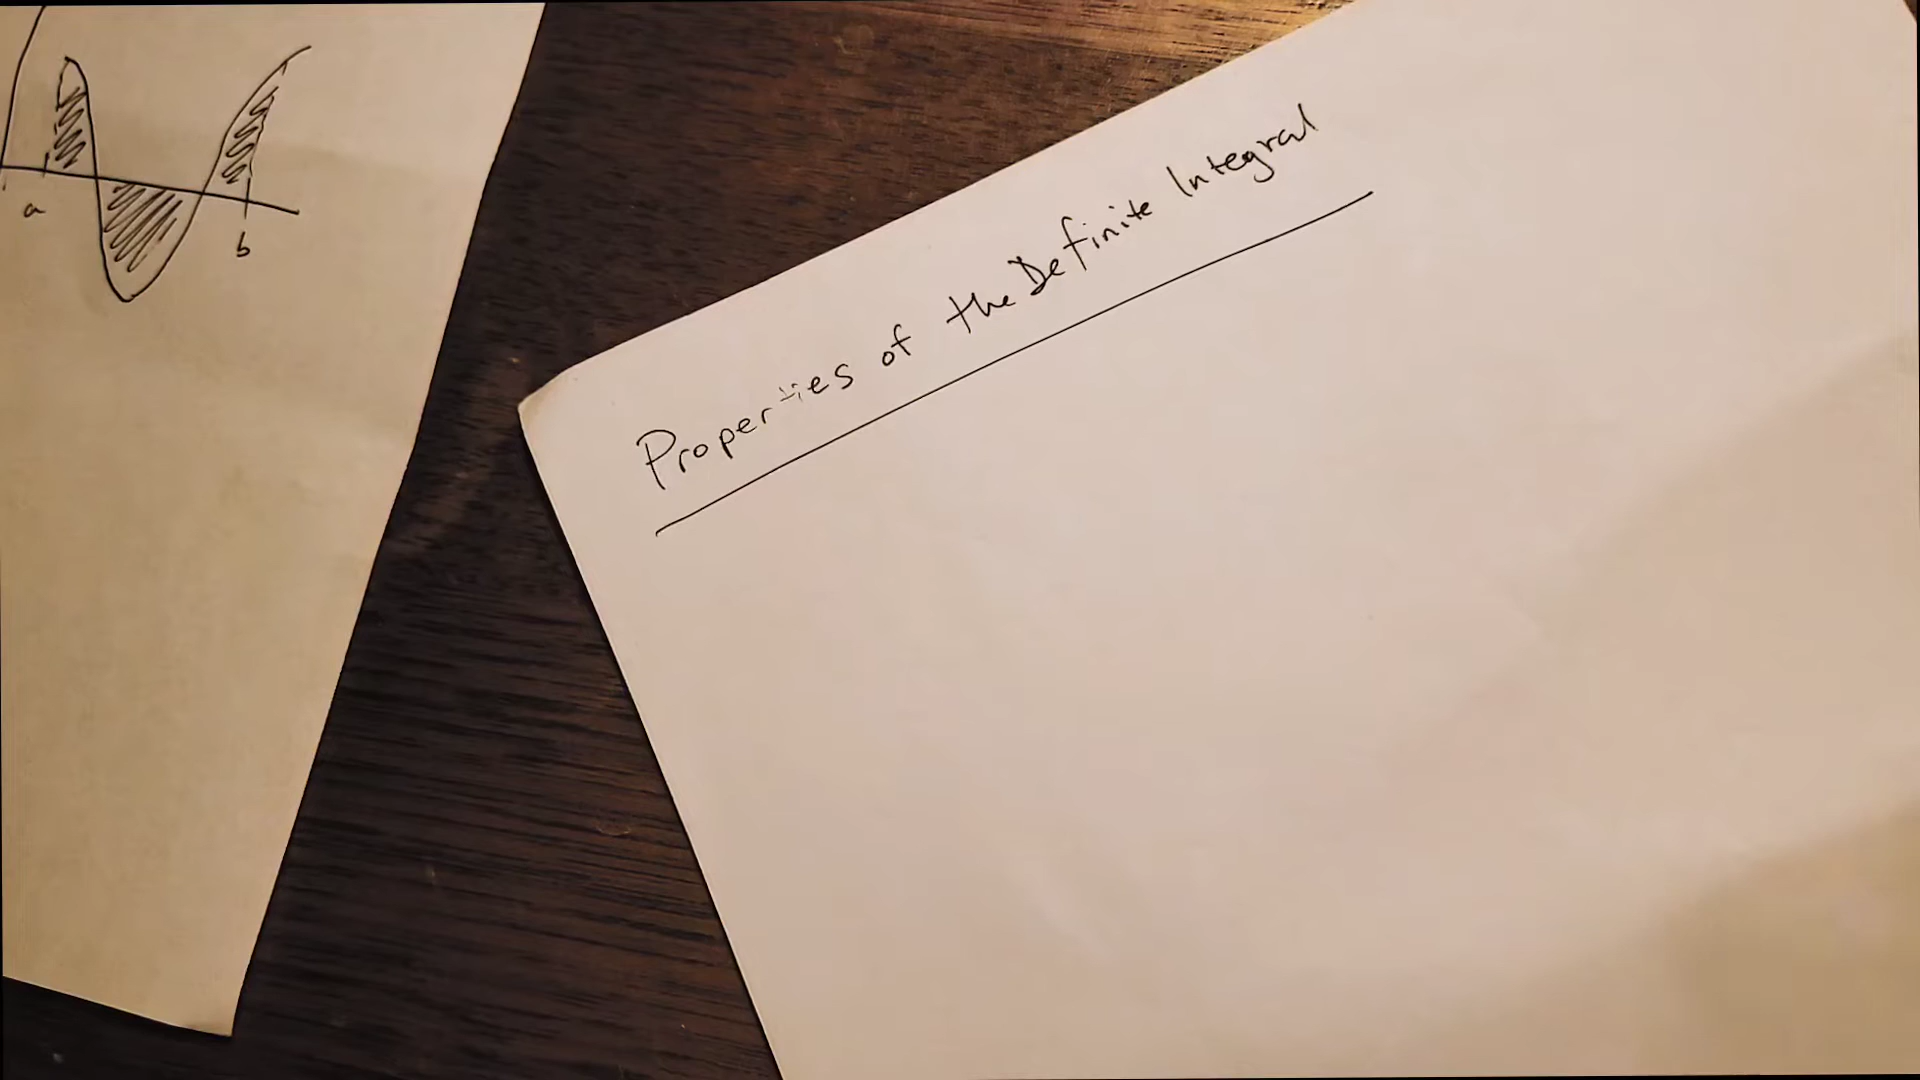 a
b
Properties of the Definite Integral